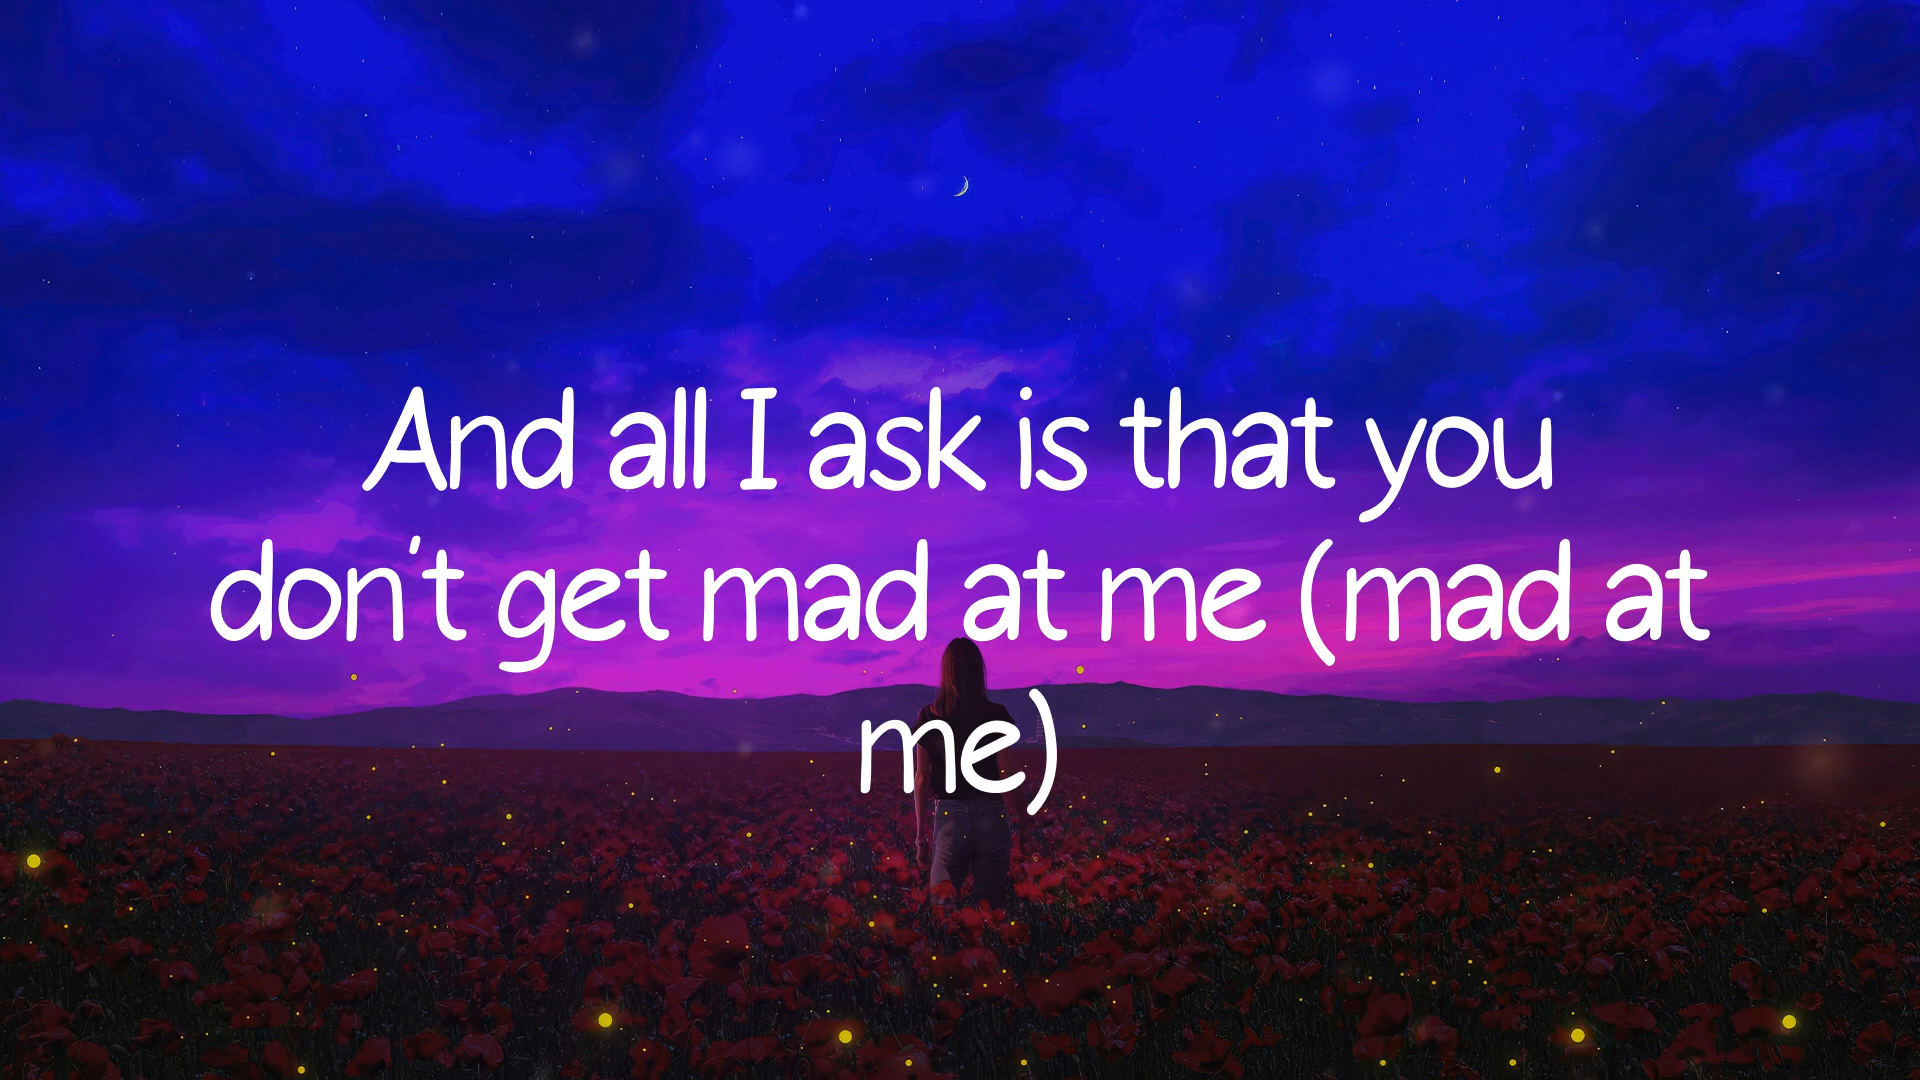 And all I ask is that you
don't get mad at me (mad at
me)